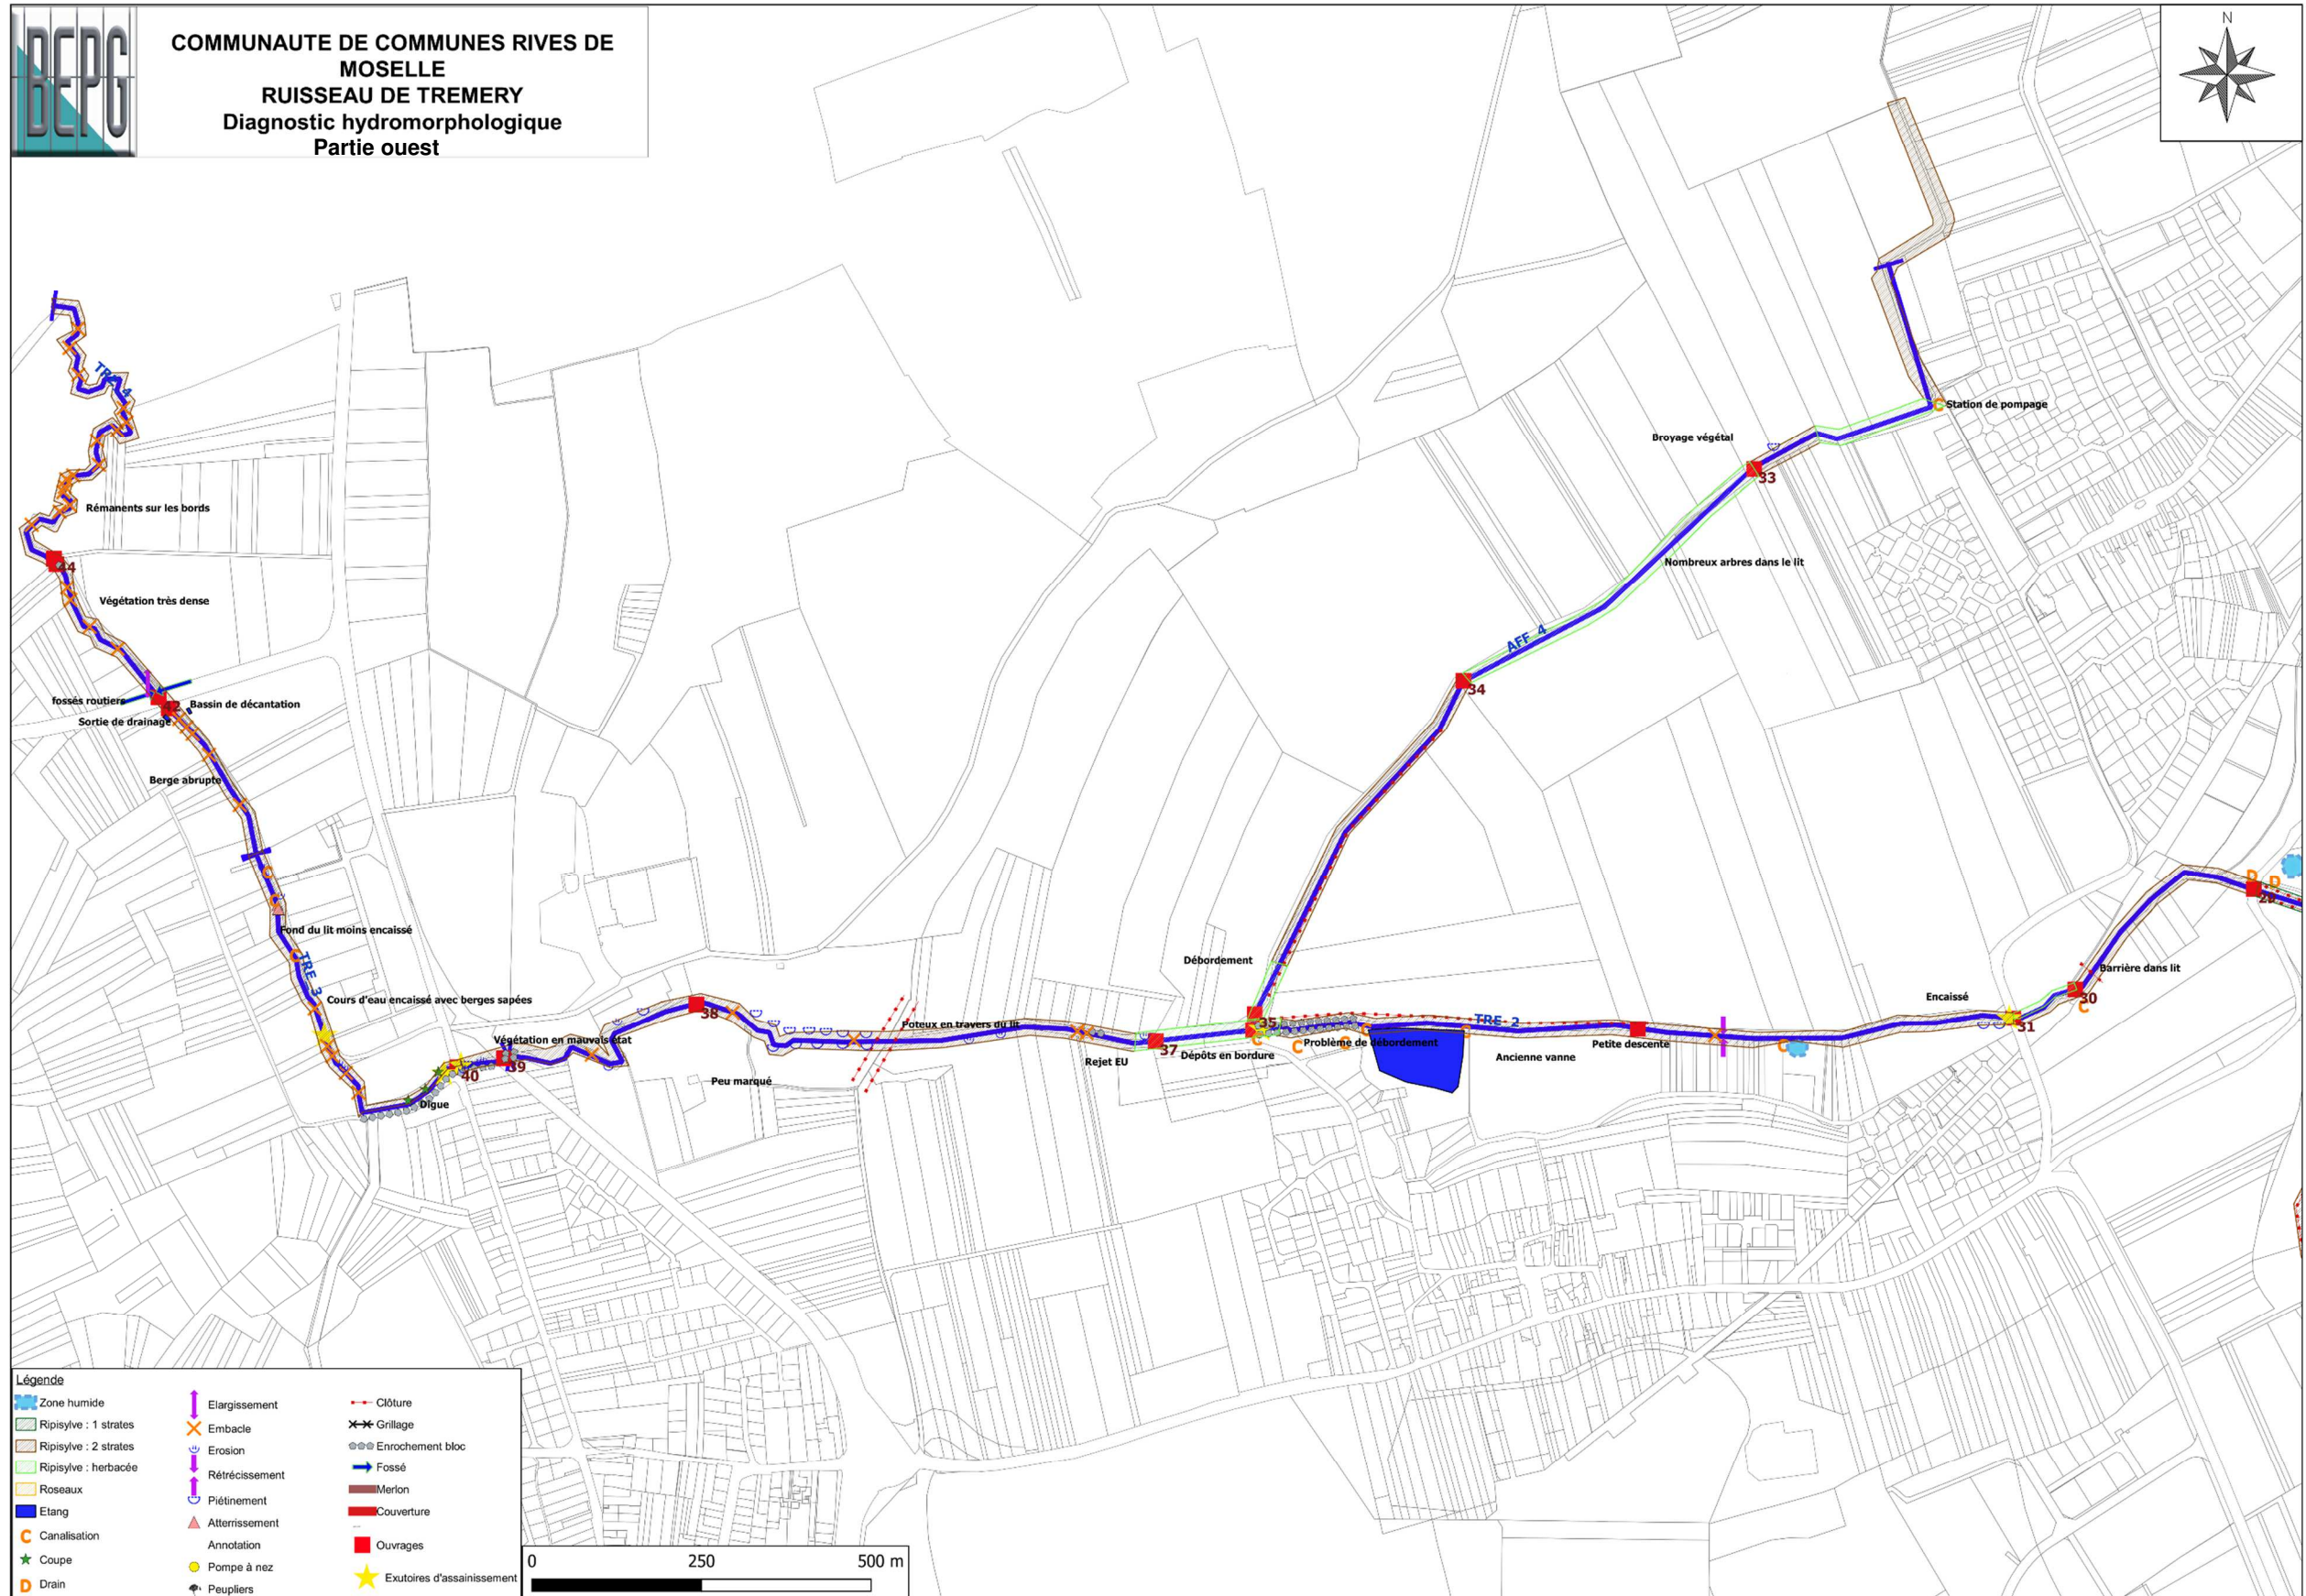 BEPG
COMMUNAUTE DE COMMUNES RIVES DE
MOSELLE
RUISSEAU DE TREMERY
Diagnostic hydromorphologique
Partie ouest
N
TRE 4
Station de pompage
C
Broyage végétal
33
Rémanents sur les bords
44
Nombreux arbres dans le lit
Végétation très dense
AFF 4
34
fossés routiers
42
Bassin de décantation
Sortie de drainage
Berge abrupte
C
C
D
D
29
Fond du lit moins encaissé
C
TRE 3
Débordement
Barrière dans lit
Cours d'eau encaissé avec berges sapées
Encaissé
30
C
38
Poteux en travers du lit
35
TRE 2
31
Végétation en mauvais état
37
C
C
C
C
C
Problème de débordement
Petite descente
C
Dépôts en bordure
Ancienne vanne
Rejet EU
39
40
Peu marqué
Digue
Légende
Zone humide
Ripisylve : 1 strates
Ripisylve : 2 strates
Ripisylve : herbacée
Roseaux
Etang
C Canalisation
Coupe
D Drain
Elargissement
Embacle
Erosion
Rétrécissement
Piétinement
Atterrissement
Annotation
Pompe à nez
Peupliers
Clôture
Grillage
Enrochement bloc
Fossé
Merlon
Couverture
Ouvrages
Exutoires d'assainissement
0 250 500 m